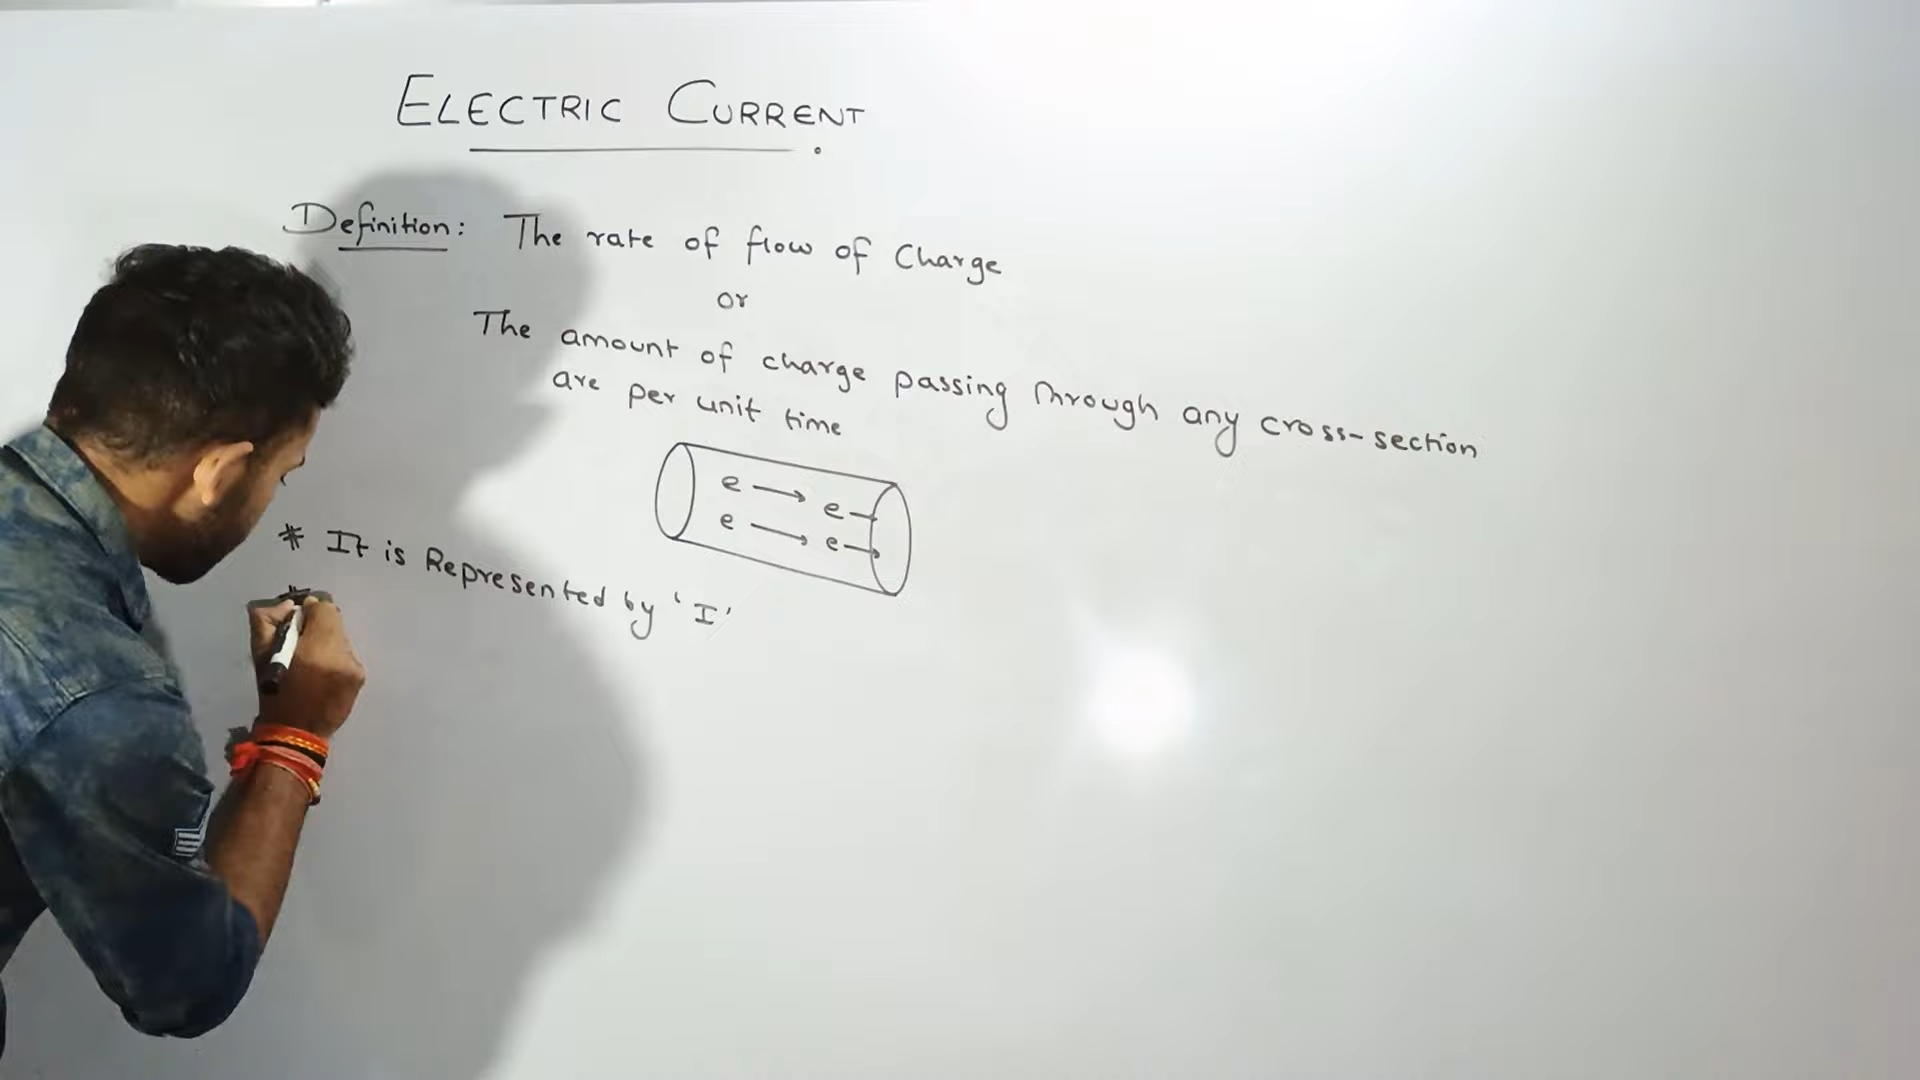 ELECTRIC CURRENT
Definition: The rate of flow of Charge
or
The amount of charge passing through any cross-section
are per unit time
e → e →
e → e →
* It is Represented by 'I'
*